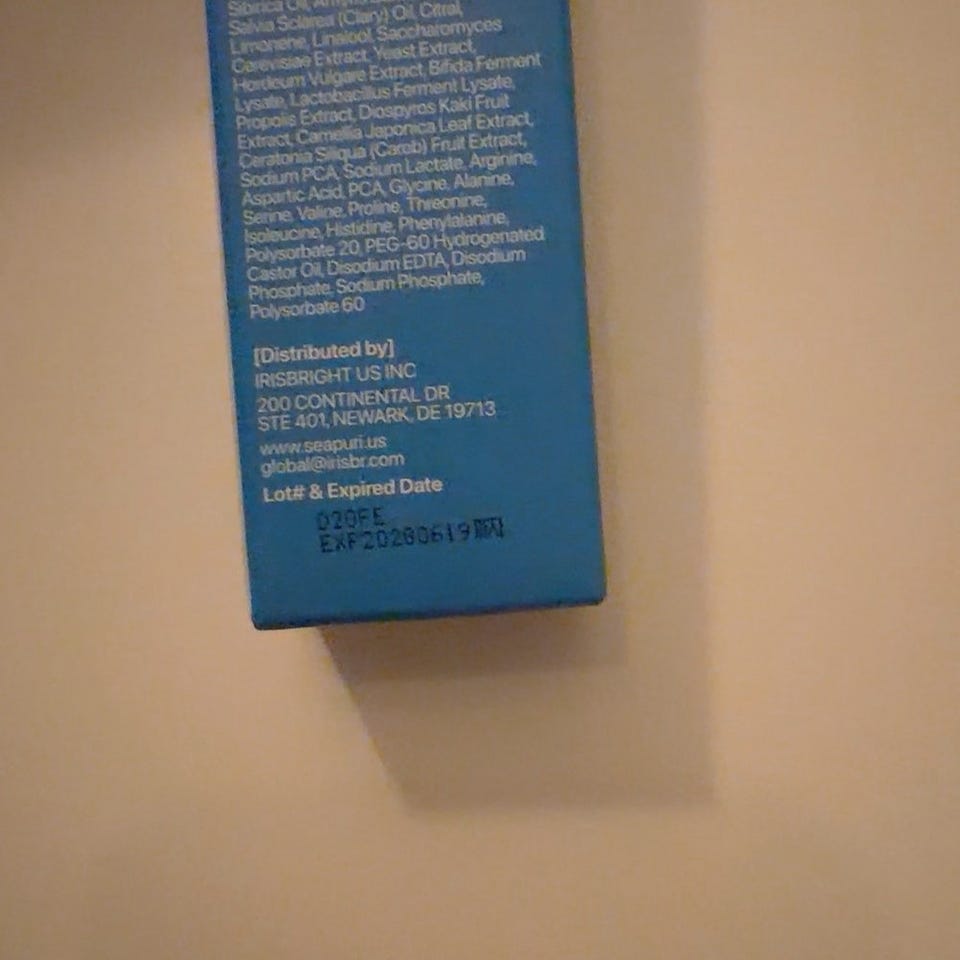 Sibirica Oil,
Salvia Sclarea (Clary) Oil, Citral,
Limonene, Linalool, Saccharomyces
Cerevisiae Extract, Yeast Extract,
Hordeum Vulgare Extract, Bifida Ferment
Lysate, Lactobacillus Ferment Lysate,
Propolis Extract, Diospyros Kaki Fruit
Extract, Camellia Japonica Leaf Extract,
Ceratonia Siliqua (Carob) Fruit Extract,
Sodium PCA, Sodium Lactate, Arginine,
Aspartic Acid, PCA, Glycine, Alanine,
Serine, Valine, Proline, Threonine,
Isoleucine, Histidine, Phenylalanine,
Polysorbate 20, PEG-60 Hydrogenated
Castor Oil, Disodium EDTA, Disodium
Phosphate, Sodium Phosphate,
Polysorbate 60
[Distributed by]
IRISBRIGHT US INC
200 CONTINENTAL DR
STE 401, NEWARK, DE 19713
www.seapuri.us
global@irisbr.com
Lot# & Expired Date
EXP20280619